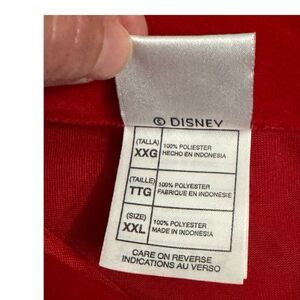 © DISNEY
(TALLA)
XXG
100% POLIESTER
HECHO EN INDONESIA
(TAILLE)
TTG
100% POLYESTER
FABRIQUE EN INDONESIE
(SIZE)
XXL
100% POLYESTER
MADE IN INDONESIA
CARE ON REVERSE
INDICATIONS AU VERSO